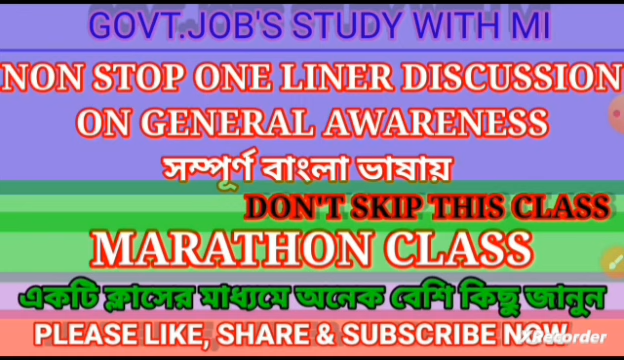 GOVT.JOB'S STUDY WITH MI
NON STOP ONE LINER DISCUSSION
ON GENERAL AWARENESS
সম্পূর্ণ বাংলা ভাষায়
DON'T SKIP THIS CLASS
MARATHON CLASS
একটি ক্লাসের মাধ্যমে অনেক বেশি কিছু জানুন
PLEASE LIKE, SHARE & SUBSCRIBE NOW
XRecorder